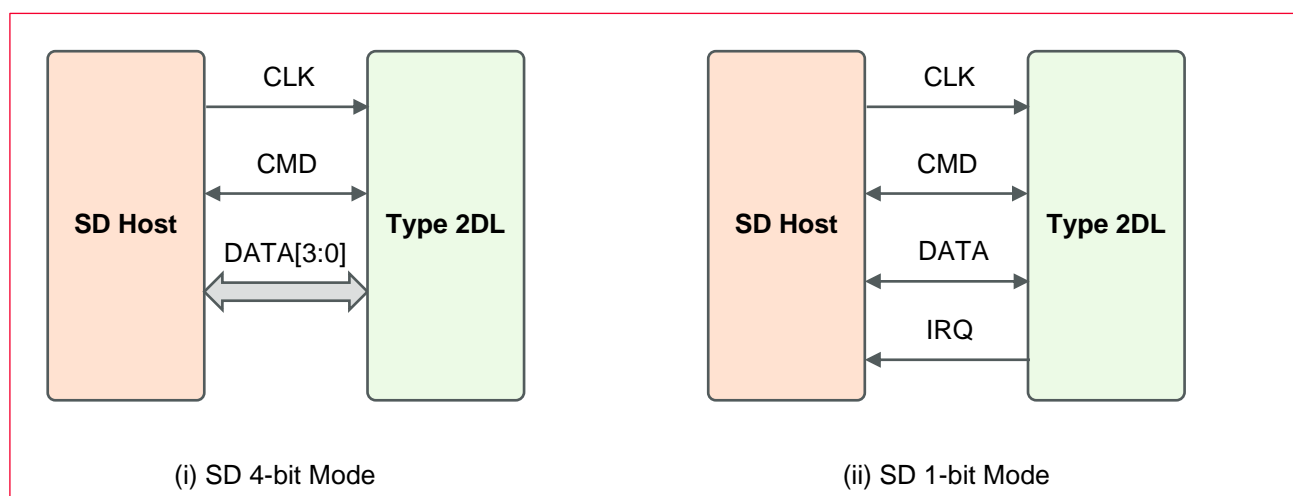 CLK
CMD
SD Host
Type 2DL
DATA[3:0]
(i) SD 4-bit Mode
CLK
CMD
SD Host
Type 2DL
DATA
IRQ
(ii) SD 1-bit Mode